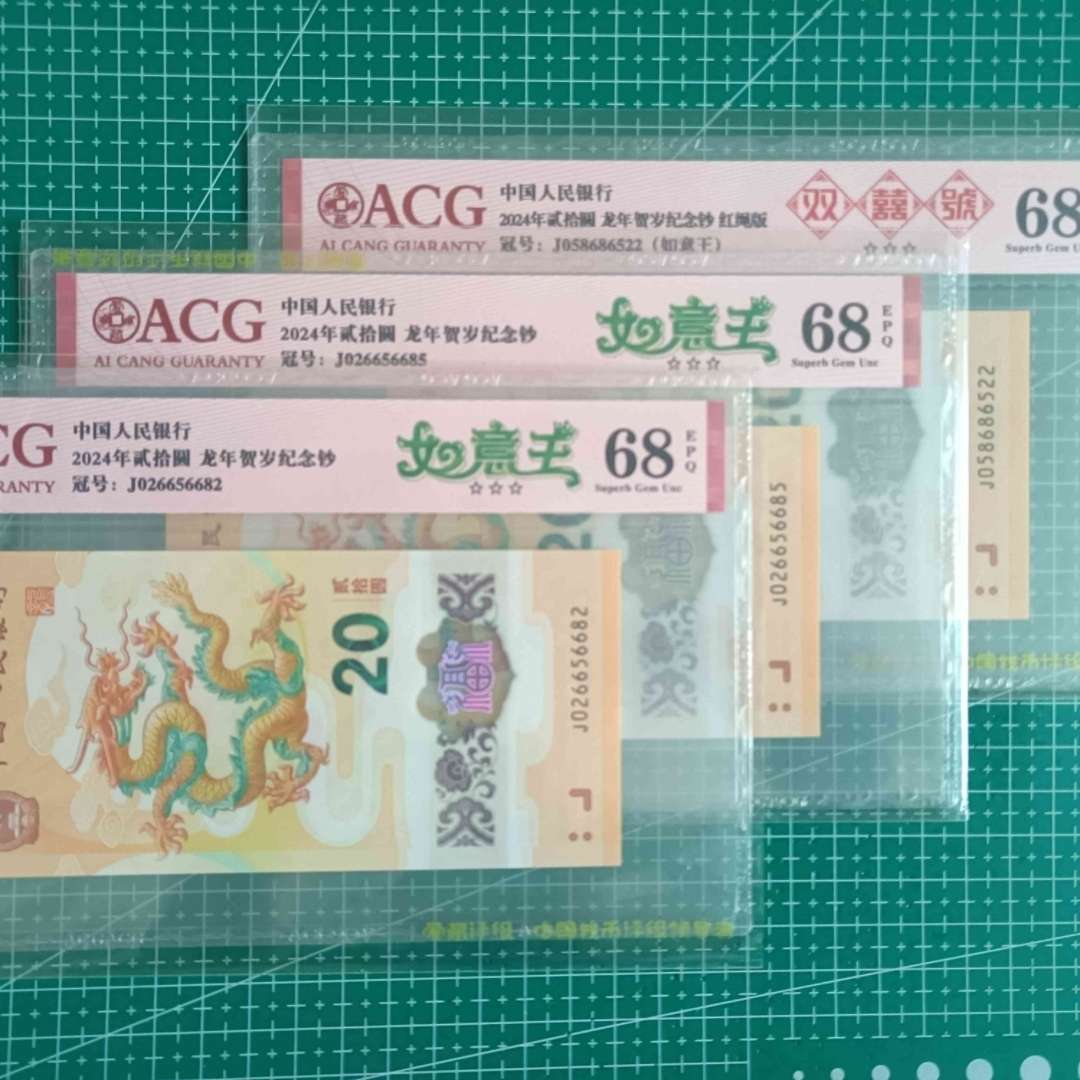 ACG
AI CANG GUARANTY
中国人民银行
2024年贰拾圆 龙年贺岁纪念钞 红绳版
冠号：J058686522（如意王）
双囍號
68
Superb Gem Un
ACG
AI CANG GUARANTY
中国人民银行
2024年贰拾圆 龙年贺岁纪念钞
冠号：J026656685
如意王
68
EPQ
Superb Gem Unc
CG
RANTY
中国人民银行
2024年贰拾圆 龙年贺岁纪念钞
冠号：J026656682
如意王
68
EPQ
Superb Gem Unc
J058686522
J026656685
20
贰拾圆
20
福
J026656682